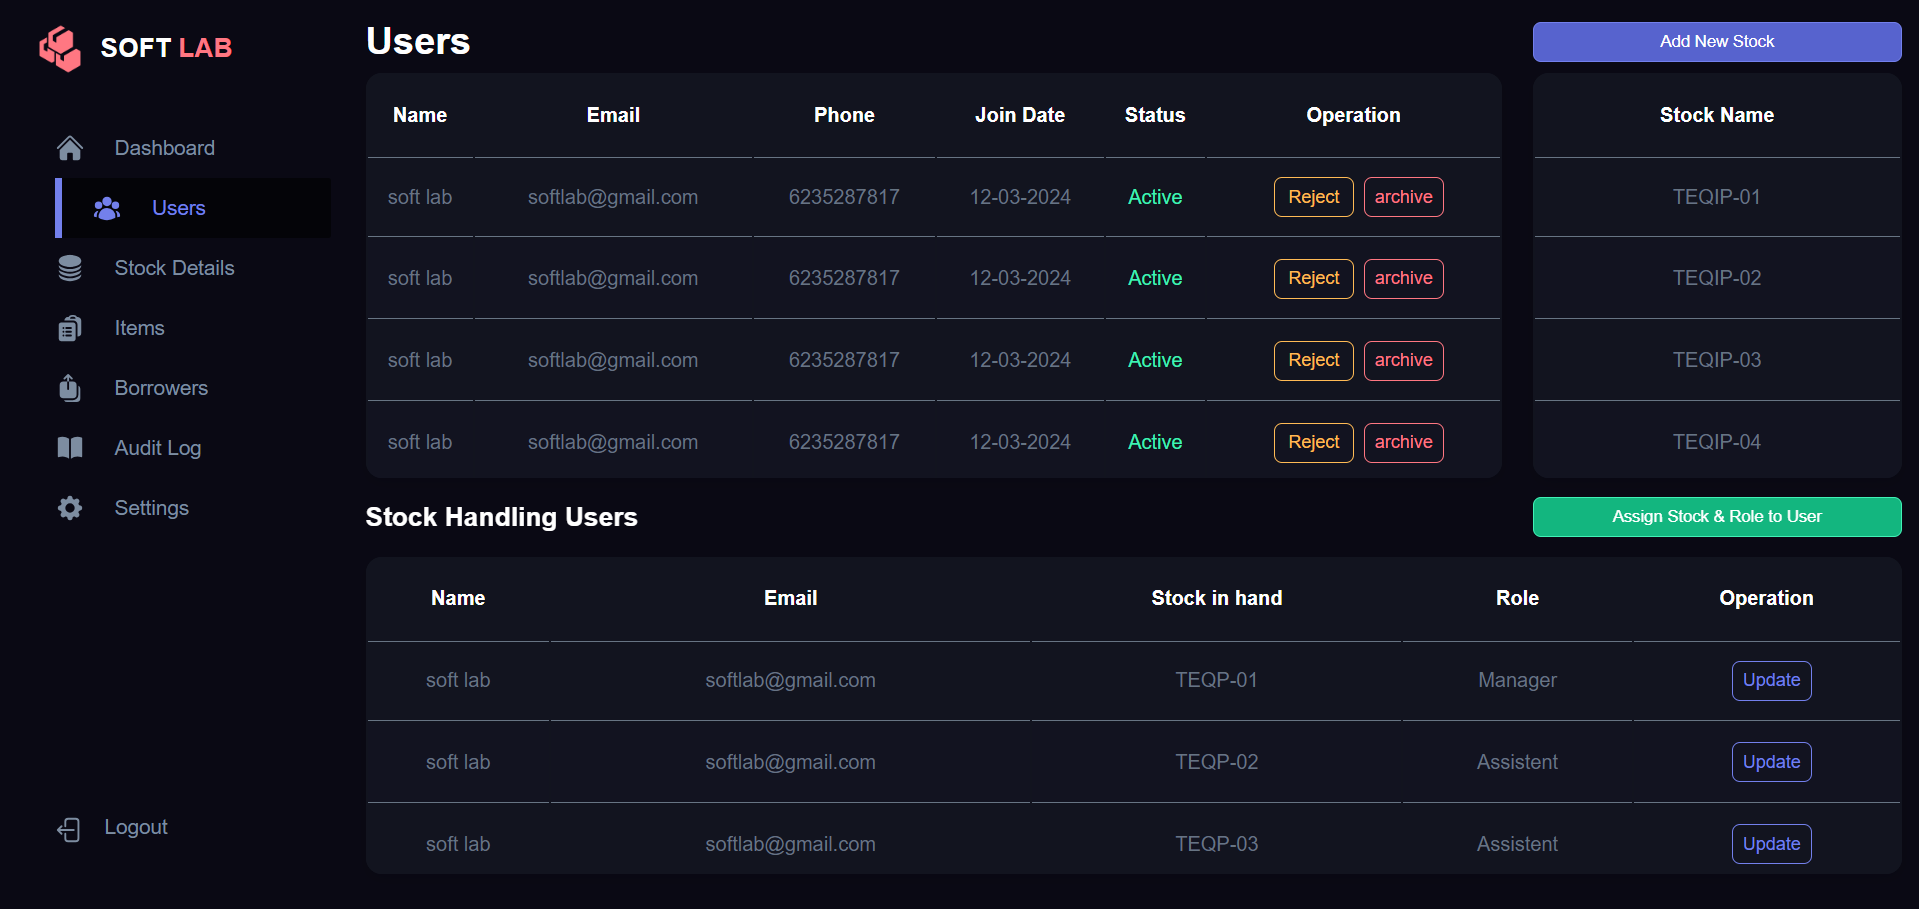 SOFT LAB
Dashboard
Users
Stock Details
Items
Borrowers
Audit Log
Settings
Logout
Users
Name Email Phone Join Date Status Operation
soft lab softlab@gmail.com 6235287817 12-03-2024 Active Reject archive
soft lab softlab@gmail.com 6235287817 12-03-2024 Active Reject archive
soft lab softlab@gmail.com 6235287817 12-03-2024 Active Reject archive
soft lab softlab@gmail.com 6235287817 12-03-2024 Active Reject archive
Add New Stock
Stock Name
TEQIP-01
TEQIP-02
TEQIP-03
TEQIP-04
Stock Handling Users
Assign Stock & Role to User
Name Email Stock in hand Role Operation
soft lab softlab@gmail.com TEQP-01 Manager Update
soft lab softlab@gmail.com TEQP-02 Assistent Update
soft lab softlab@gmail.com TEQP-03 Assistent Update